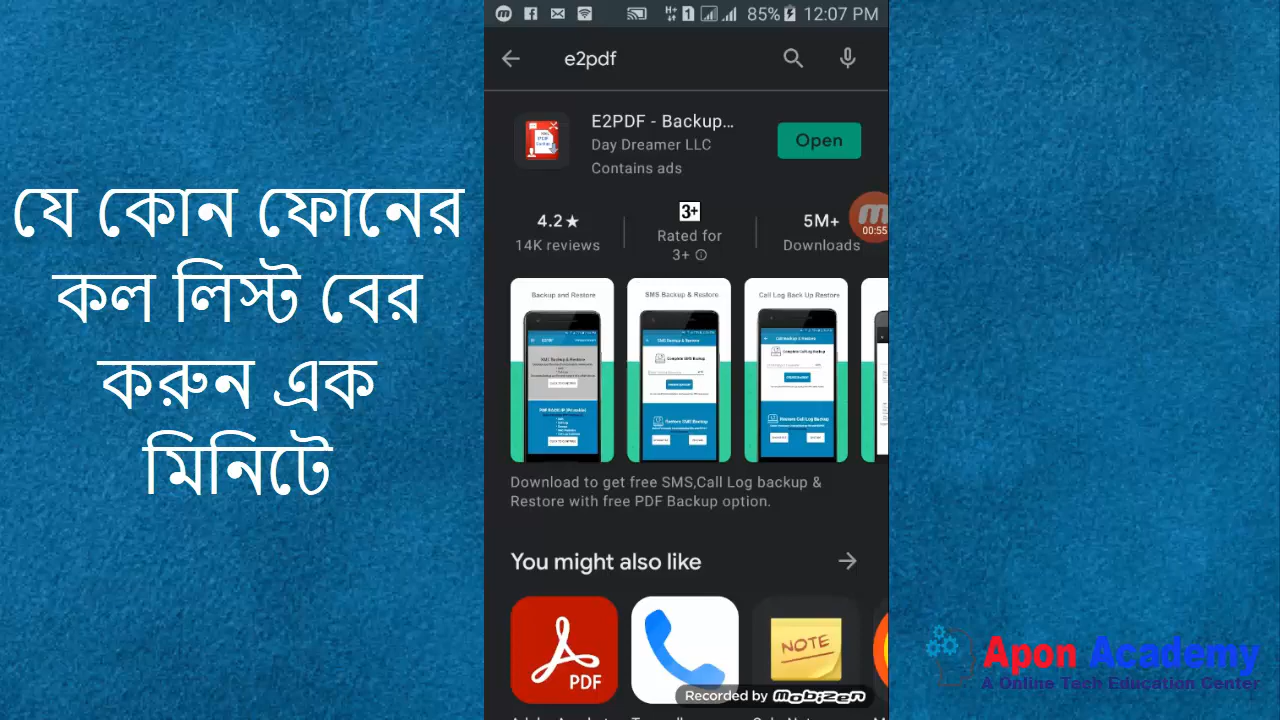 যে কোন ফোনের
কল লিস্ট বের
করুন এক
মিনিটে
85% 12:07 PM
e2pdf
E2PDF - Backup...
Day Dreamer LLC
Contains ads
Open
4.2★
14K reviews
3+
Rated for
3+
5M+
Downloads
00:55
Backup and Restore
SMS Backup & Restore
Call Log Back Up Restore
Download to get free SMS,Call Log backup &
Restore with free PDF Backup option.
You might also like
PDF
NOTE
Recorded by MOBIZEN
Apon Academy
A Online Tech Education Center